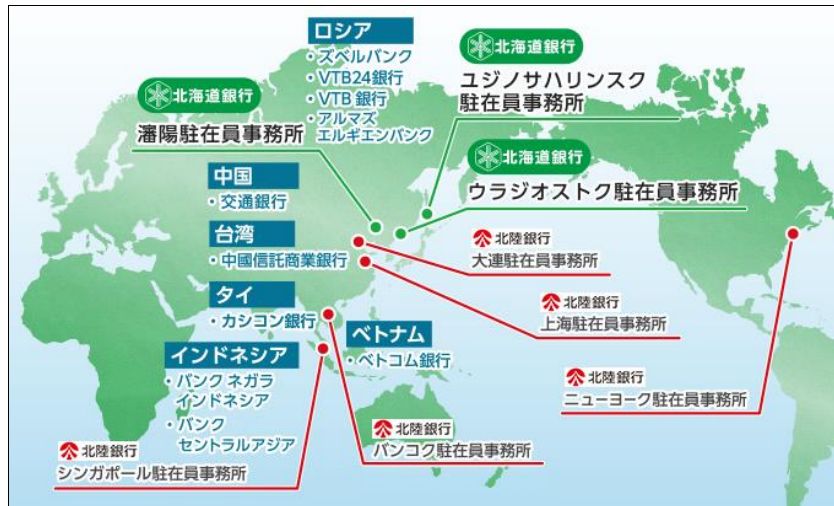 ロシア
・ズベルバンク
・VTB24銀行
・VTB 銀行
・アルマズ
エルギエンバンク
北海道銀行
ユジノサハリンスク
駐在員事務所
北海道銀行
瀋陽駐在員事務所
北海道銀行
ウラジオストク駐在員事務所
中国
・交通銀行
台湾
・中國信託商業銀行
タイ
・カシコン銀行
インドネシア
・バンク ネガラ
インドネシア
・バンク
セントラルアジア
ベトナム
・ベトコム銀行
北陸銀行
大連駐在員事務所
北陸銀行
上海駐在員事務所
北陸銀行
ニューヨーク駐在員事務所
北陸銀行
バンコク駐在員事務所
北陸銀行
シンガポール駐在員事務所